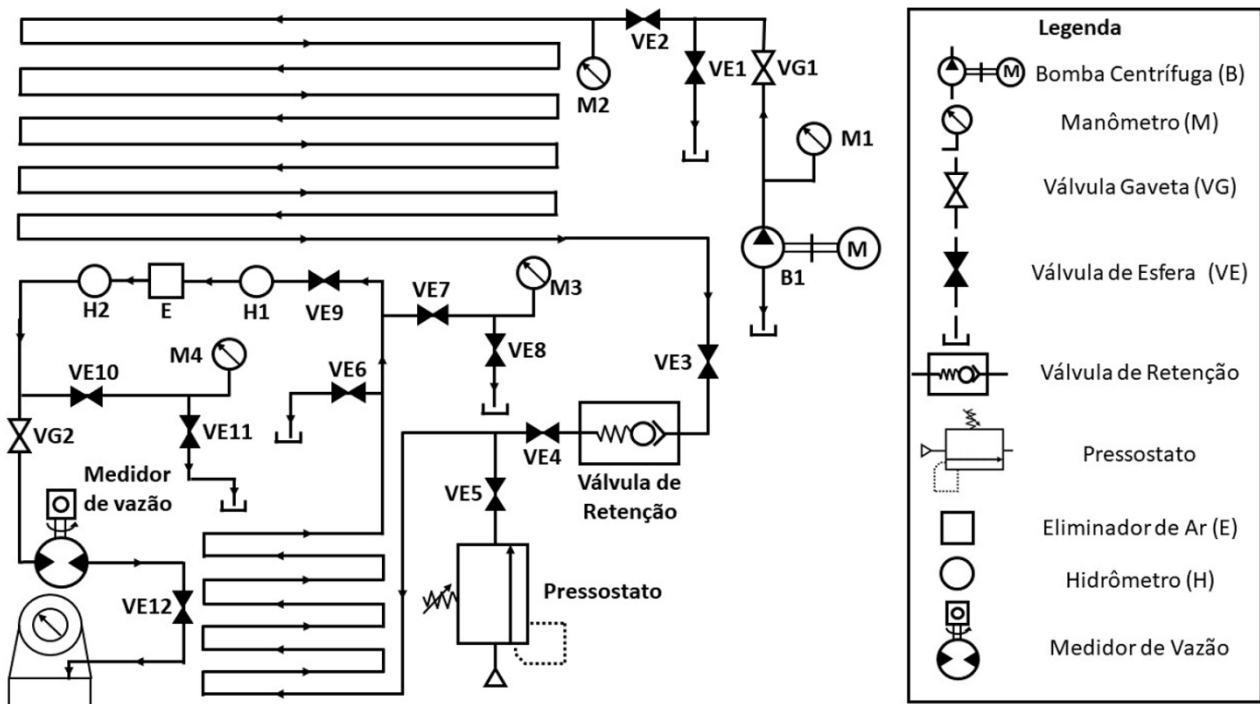 VE2
VE1
VG1
M2
M1
M
B1
H2
E
H1
VE9
VE7
M3
VE8
VE3
M4
VE10
VE6
VG2
VE11
VE4
Válvula de
Retenção
Medidor
de vazão
VE5
Pressostato
VE12
Legenda
M
Bomba Centrífuga (B)
Manômetro (M)
Válvula Gaveta (VG)
Válvula de Esfera (VE)
Válvula de Retenção
Pressostato
Eliminador de Ar (E)
Hidrômetro (H)
Medidor de Vazão